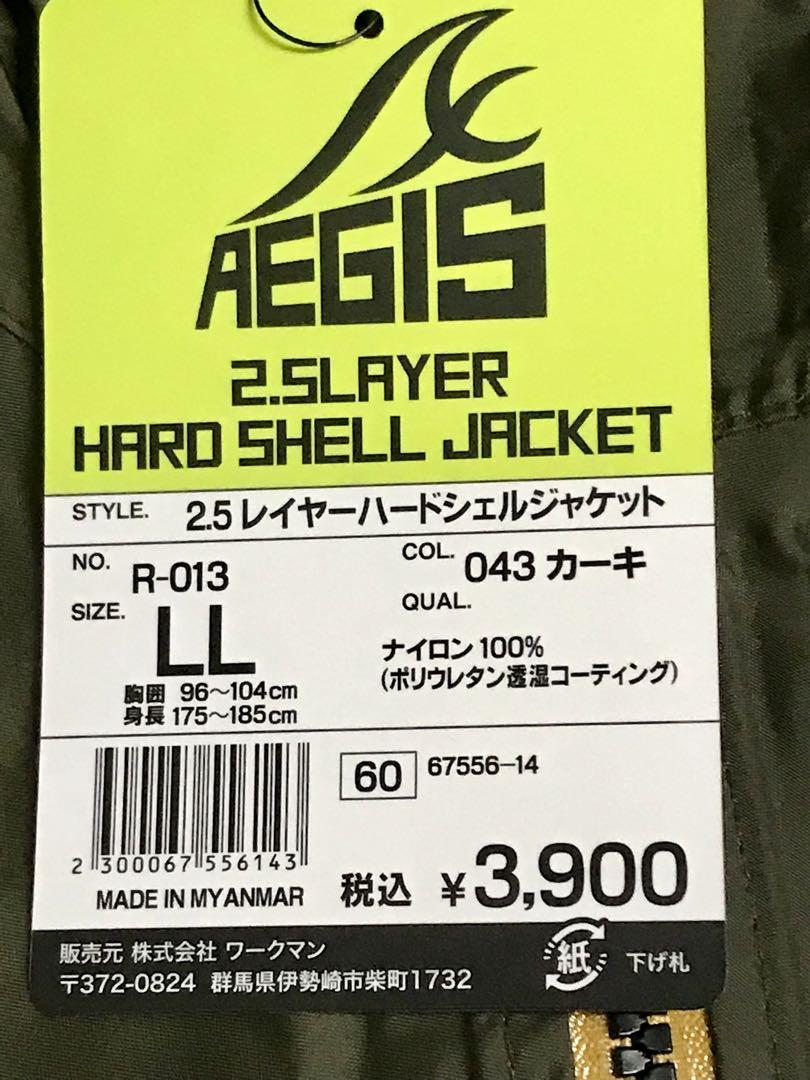 AEGIS
2.5LAYER
HARD SHELL JACKET
STYLE. 2.5レイヤーハードシェルジャケット
NO. R-013
COL. 043 カーキ
SIZE. LL
胸囲 96〜104cm
身長 175〜185cm
QUAL.
ナイロン100%
(ポリウレタン透湿コーティング)
60 67556-14
2 300067 556143
MADE IN MYANMAR
税込 ¥3,900
販売元 株式会社 ワークマン
〒372-0824 群馬県伊勢崎市柴町1732
紙 下げ札